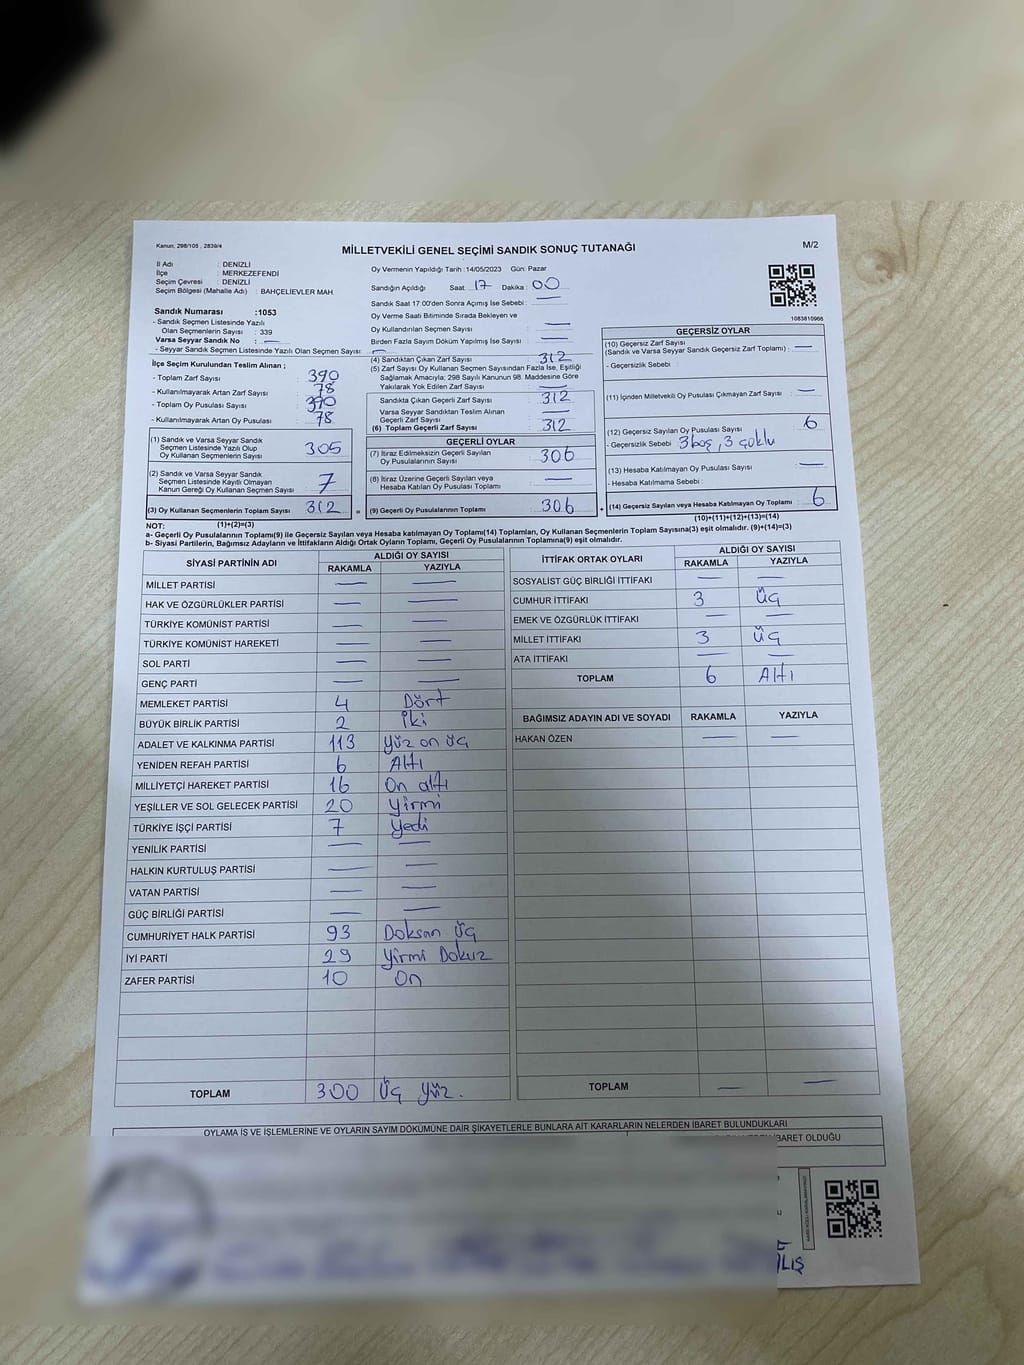 Kanun, 298/105 , 2839/4
MİLLETVEKİLİ GENEL SEÇİMİ SANDIK SONUÇ TUTANAĞI
M/2
İl Adı : DENİZLİ
İlçe : MERKEZEFENDİ
Seçim Çevresi : DENİZLİ
Seçim Bölgesi (Mahalle Adı) : BAHÇELİEVLER MAH.
Sandık Numarası :1053
- Sandık Seçmen Listesinde Yazılı
Olan Seçmenlerin Sayısı : 339
Varsa Seyyar Sandık No : —
- Seyyar Sandık Seçmen Listesinde Yazılı Olan Seçmen Sayısı: —
İlçe Seçim Kurulundan Teslim Alınan ;
- Toplam Zarf Sayısı 390
- Kullanılmayarak Artan Zarf Sayısı 78
- Toplam Oy Pusulası Sayısı 390
- Kullanılmayarak Artan Oy Pusulası 78
(1) Sandık ve Varsa Seyyar Sandık
Seçmen Listesinde Yazılı Olup
Oy Kullanan Seçmenlerin Sayısı 305
(2) Sandık ve Varsa Seyyar Sandık
Seçmen Listesinde Kayıtlı Olmayan
Kanun Gereği Oy Kullanan Seçmen Sayısı 7
(3) Oy Kullanan Seçmenlerin Toplam Sayısı 312
Oy Vermenin Yapıldığı Tarih :14/05/2023 Gün: Pazar
Sandığın Açıldığı Saat 17 Dakika : 00
Sandık Saat 17:00'den Sonra Açımış İse Sebebi : —
Oy Verme Saati Bitiminde Sırada Bekleyen ve
Oy Kullandırılan Seçmen Sayısı —
Birden Fazla Sayım Döküm Yapılmış İse Sayısı : —
(4) Sandıktan Çıkan Zarf Sayısı 312
(5) Zarf Sayısı Oy Kullanan Seçmen Sayısından Fazla İse, Eşitliği
Sağlamak Amacıyla; 298 Sayılı Kanunun 98. Maddesine Göre
Yakılarak Yok Edilen Zarf Sayısı —
Sandıkta Çıkan Geçerli Zarf Sayısı 312
Varsa Seyyar Sandıktan Teslim Alınan
Geçerli Zarf Sayısı —
(6) Toplam Geçerli Zarf Sayısı 312
GEÇERLİ OYLAR
(7) İtiraz Edilmeksizin Geçerli Sayılan
Oy Pusulalarının Sayısı 306
(8) İtiraz Üzerine Geçerli Sayılan veya
Hesaba Katılan Oy Pusulası Toplamı —
= (9) Geçerli Oy Pusulalarının Toplamı 306
1083810966
GEÇERSİZ OYLAR
(10) Geçersiz Zarf Sayısı
(Sandık ve Varsa Seyyar Sandık Geçersiz Zarf Toplamı) : —
- Geçersizlik Sebebi :
(11) İçinden Milletvekili Oy Pusulası Çıkmayan Zarf Sayısı : —
(12) Geçersiz Sayılan Oy Pusulası Sayısı 6
- Geçersizlik Sebebi 3 boş, 3 çoklu
(13) Hesaba Katılmayan Oy Pusulası Sayısı —
- Hesaba Katılmama Sebebi :
+ (14) Geçersiz Sayılan veya Hesaba Katılmayan Oy Toplamı 6
NOT: (1)+(2)=(3)
(10)+(11)+(12)+(13)=(14)
a- Geçerli Oy Pusulalarının Toplamı(9) ile Geçersiz Sayılan veya Hesaba katılmayan Oy Toplamı(14) Toplamları, Oy Kullanan Seçmenlerin Toplam Sayısına(3) eşit olmalıdır. (9)+(14)=(3)
b- Siyasi Partilerin, Bağımsız Adayların ve İttifakların Aldığı Ortak Oyların Toplamı, Geçerli Oy Pusulalarının Toplamına(9) eşit olmalıdır.
SİYASİ PARTİNİN ADI ALDIĞI OY SAYISI
RAKAMLA YAZIYLA
MİLLET PARTİSİ — —
HAK VE ÖZGÜRLÜKLER PARTİSİ — —
TÜRKİYE KOMÜNİST PARTİSİ — —
TÜRKİYE KOMÜNİST HAREKETİ — —
SOL PARTİ — —
GENÇ PARTİ — —
MEMLEKET PARTİSİ 4 Dört
BÜYÜK BİRLİK PARTİSİ 2 İki
ADALET VE KALKINMA PARTİSİ 113 Yüz on üç
YENİDEN REFAH PARTİSİ 6 Altı
MİLLİYETÇİ HAREKET PARTİSİ 16 On altı
YEŞİLLER VE SOL GELECEK PARTİSİ 20 Yirmi
TÜRKİYE İŞÇİ PARTİSİ 7 Yedi
YENİLİK PARTİSİ — —
HALKIN KURTULUŞ PARTİSİ — —
VATAN PARTİSİ — —
GÜÇ BİRLİĞİ PARTİSİ — —
CUMHURİYET HALK PARTİSİ 93 Doksan üç
İYİ PARTİ 29 Yirmi Dokuz
ZAFER PARTİSİ 10 On
TOPLAM 300 Üç Yüz.
İTTİFAK ORTAK OYLARI ALDIĞI OY SAYISI
RAKAMLA YAZIYLA
SOSYALİST GÜÇ BİRLİĞİ İTTİFAKI — —
CUMHUR İTTİFAKI 3 Üç
EMEK VE ÖZGÜRLÜK İTTİFAKI — —
MİLLET İTTİFAKI 3 Üç
ATA İTTİFAKI — —
TOPLAM 6 Altı
BAĞIMSIZ ADAYIN ADI VE SOYADI RAKAMLA YAZIYLA
HAKAN ÖZEN — —
TOPLAM — —
OYLAMA İŞ VE İŞLEMLERİNE VE OYLARIN SAYIM DÖKÜMÜNE DAİR ŞİKAYETLERLE BUNLARA AİT KARARLARIN NELERDEN İBARET BULUNDUKLARI
İBARET OLDUĞU